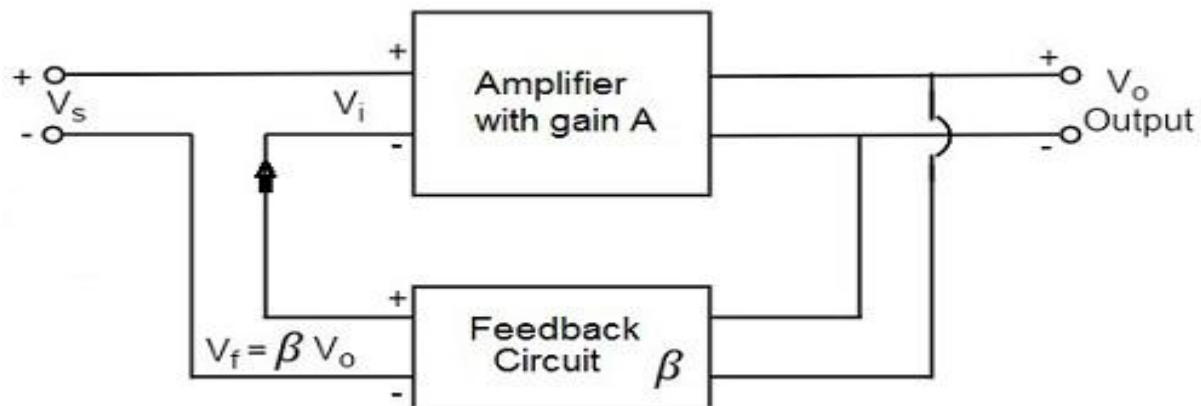 +
Vs
-
+
Vi
-
Amplifier
with gain A
+
Vo
Output
-
+
Vf = β Vo
-
Feedback
Circuit β